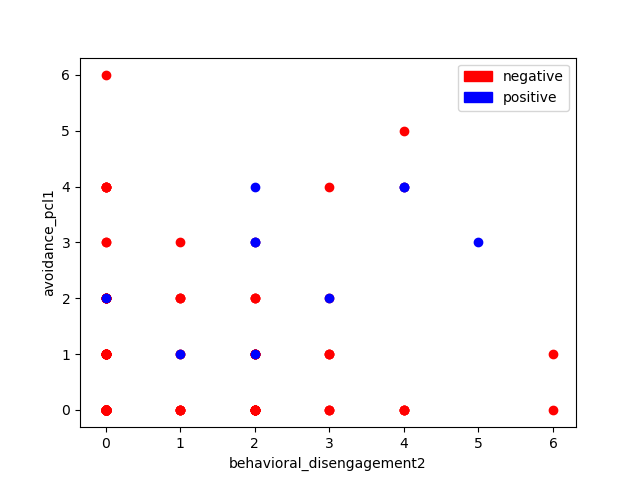 negative
positive
6
5
4
3
2
1
0
avoidance_pcl1
0 1 2 3 4 5 6
behavioral_disengagement2